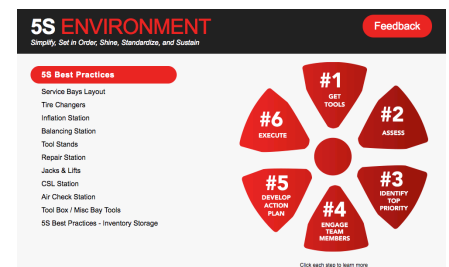 5S ENVIRONMENT
Simplify, Set in Order, Shine, Standardize, and Sustain
Feedback
5S Best Practices
Service Bays Layout
Tire Changers
Inflation Station
Balancing Station
Tool Stands
Repair Station
Jacks & Lifts
CSL Station
Air Check Station
Tool Box / Misc Bay Tools
5S Best Practices - Inventory Storage
#1
GET
TOOLS
#2
ASSESS
#3
IDENTIFY
TOP
PRIORITY
#4
ENGAGE
TEAM
MEMBERS
#5
DEVELOP
ACTION
PLAN
#6
EXECUTE
Click each step to learn more